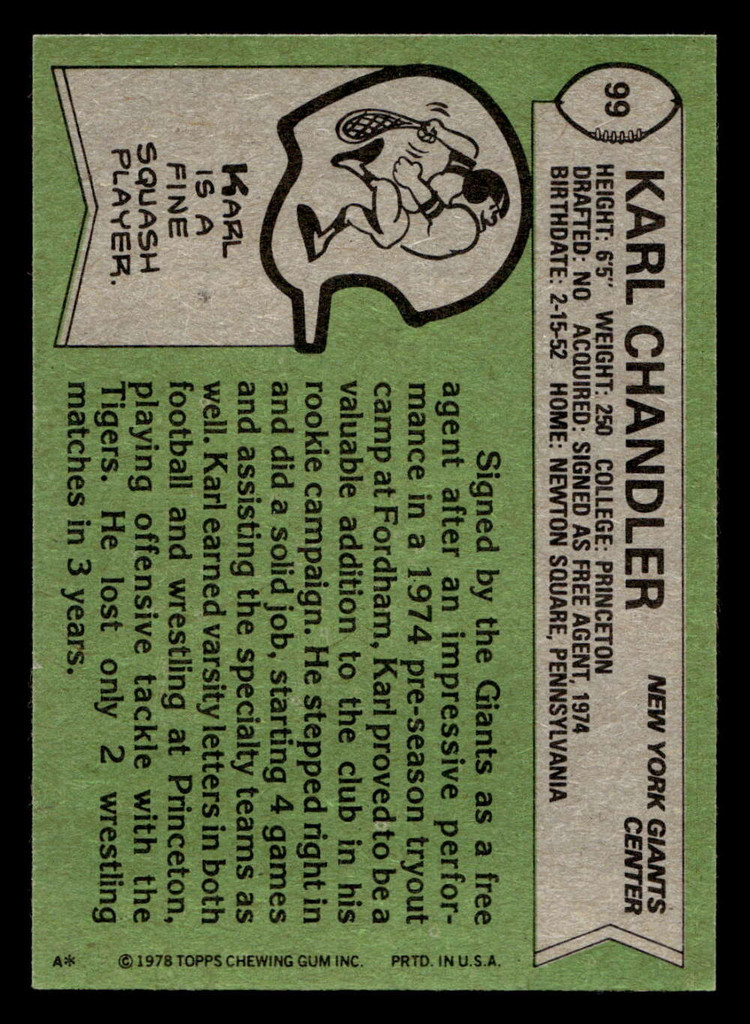 99
KARL CHANDLER
NEW YORK GIANTS
CENTER
HEIGHT: 6'5" WEIGHT: 250 COLLEGE: PRINCETON
DRAFTED: NO ACQUIRED: SIGNED AS FREE AGENT, 1974
BIRTHDATE: 2-15-52 HOME: NEWTON SQUARE, PENNSYLVANIA
KARL
IS A
FINE
SQUASH
PLAYER.
Signed by the Giants as a free
agent after an impressive perfor-
mance in a 1974 pre-season tryout
camp at Fordham, Karl proved to be a
valuable addition to the club in his
rookie campaign. He stepped right in
and did a solid job, starting 4 games
and assisting the specialty teams as
well. Karl earned varsity letters in both
football and wrestling at Princeton,
playing offensive tackle with the
Tigers. He lost only 2 wrestling
matches in 3 years.
A* © 1978 TOPPS CHEWING GUM INC. PRTD. IN U.S.A.